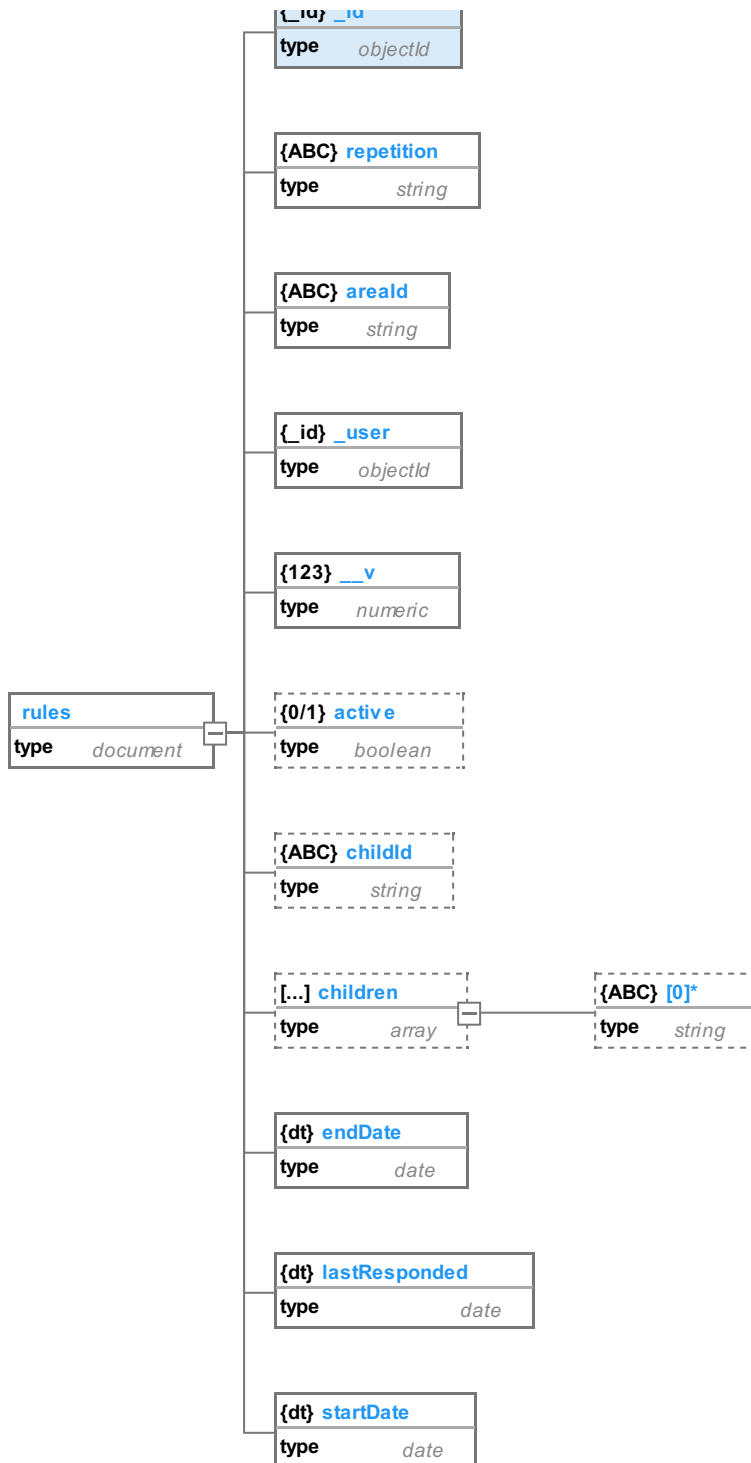 {_id} _id
type objectId
{ABC} repetition
type string
{ABC} areaId
type string
{_id} _user
type objectId
{123} __v
type numeric
rules
type document
{0/1} active
type boolean
{ABC} childId
type string
[...] children
type array
{ABC} [0]*
type string
{dt} endDate
type date
{dt} lastResponded
type date
{dt} startDate
type date